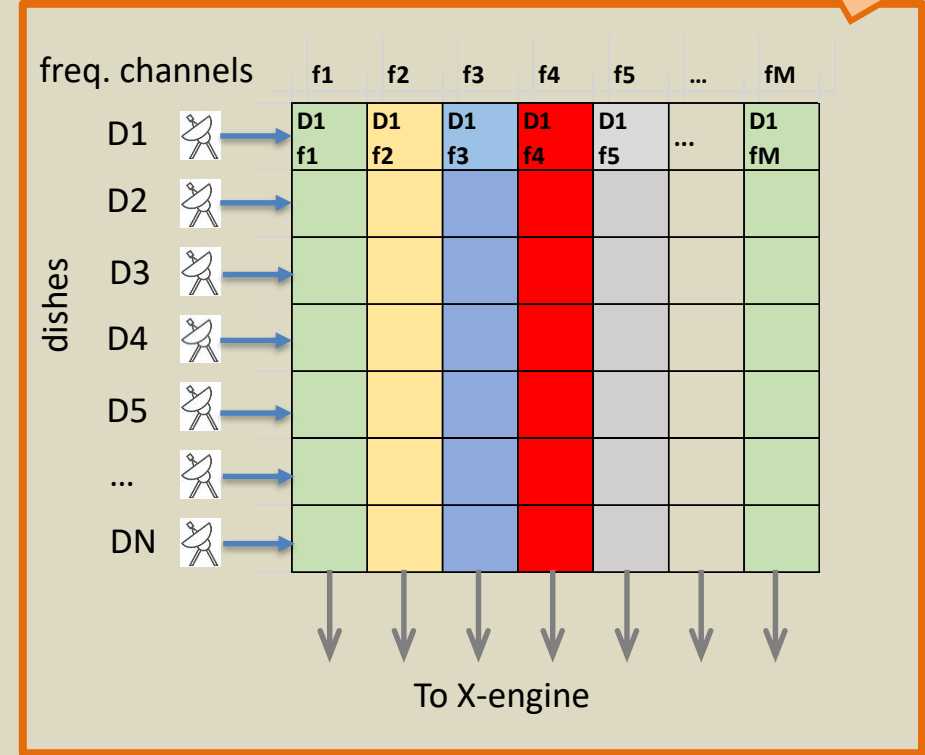 freq. channels f1 f2 f3 f4 f5 ... fM
D1 D1 D1 D1 D1 D1 ... D1
f1 f2 f3 f4 f5 fM
D2
D3
dishes
D4
D5
...
DN
To X-engine